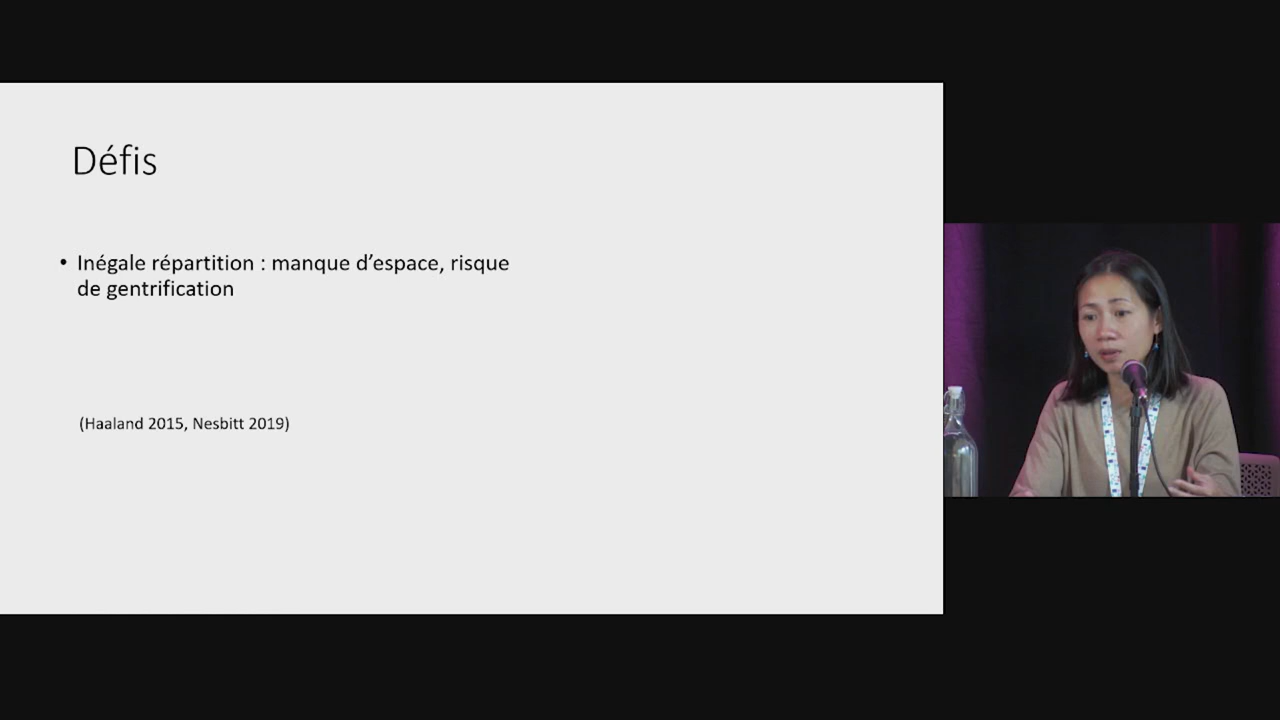 Défis
• Inégale répartition : manque d’espace, risque
de gentrification
(Haaland 2015, Nesbitt 2019)